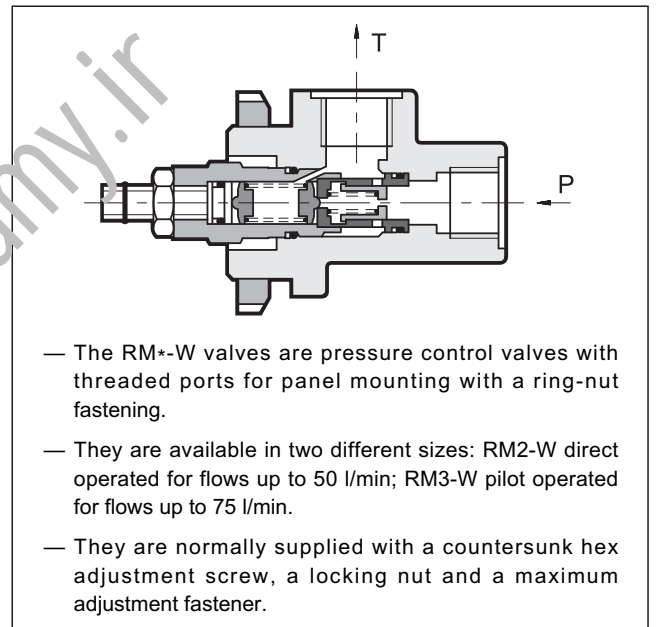 T
P
— The RM*-W valves are pressure control valves with
threaded ports for panel mounting with a ring-nut
fastening.
— They are available in two different sizes: RM2-W direct
operated for flows up to 50 l/min; RM3-W pilot operated
for flows up to 75 l/min.
— They are normally supplied with a countersunk hex
adjustment screw, a locking nut and a maximum
adjustment fastener.